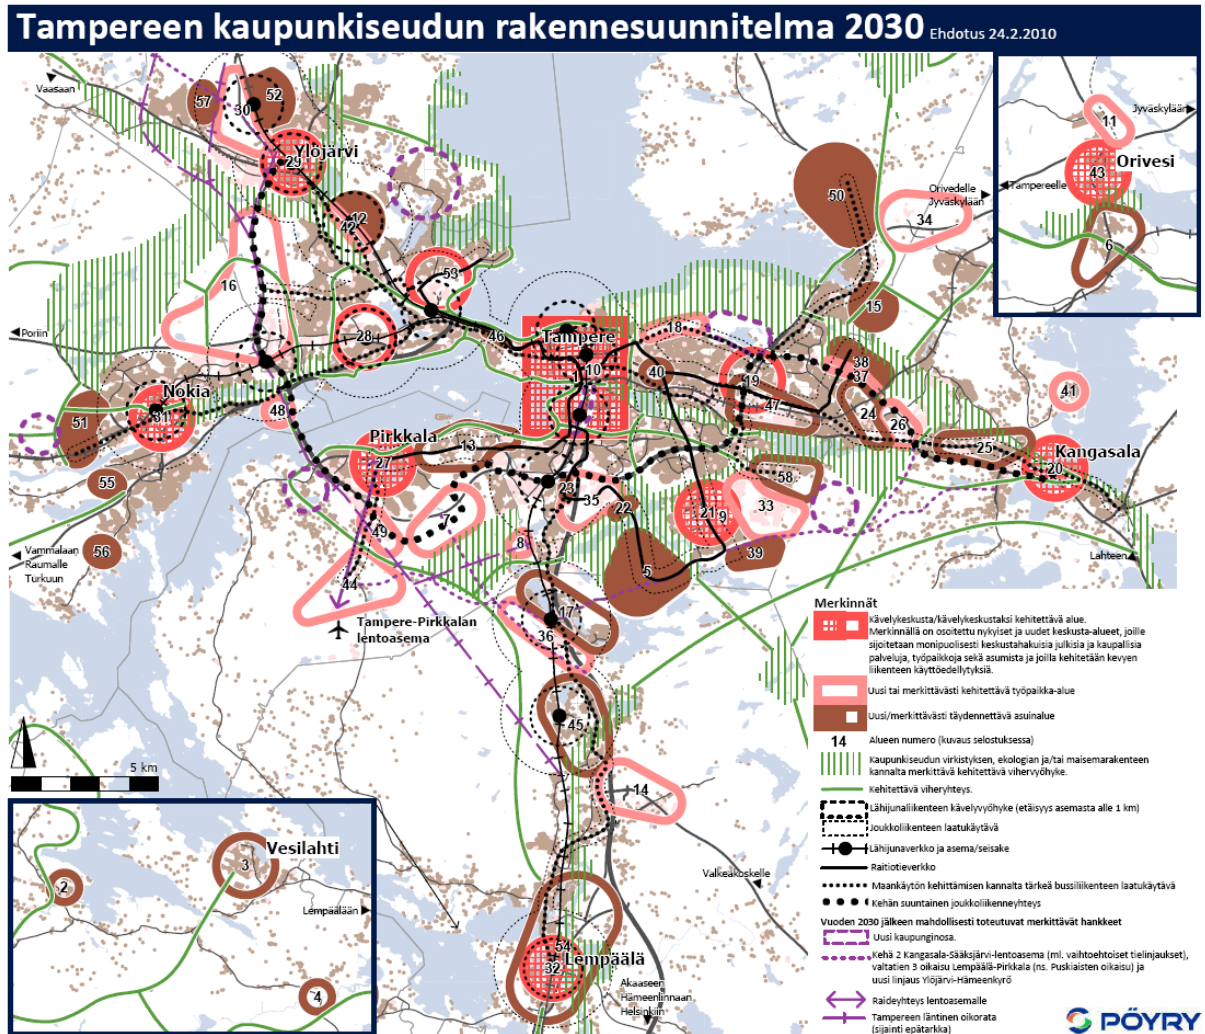 Tampereen kaupunkiseudun rakennesuunnitelma 2030 Ehdotus 24.2.2010
Vaasaan
57
30
52
Ylöjärvi
29
12
42
53
16
Poriin
28
46
Tampere
1
10
18
40
19
47
50
Orivedelle
Jyväskylään
34
15
38
37
24
26
25
41
Kangasala
20
Lahteen
Nokia
31
51
48
55
56
Vammalaan
Raumalle
Turkuun
Pirkkala
27
13
49
7
44
Tampere-Pirkkalan
lentoasema
23
35
22
8
5
21
9
33
58
39
17
36
45
14
Valkeakoskelle
54
32
Lempäälä
Akaaseen
Hämeenlinnaan
Helsinkiin
5 km
11
Jyväskylään
Orivesi
43
Tampereelle
6
Vesilahti
3
2
Lempäälään
4
Merkinnät
Kävelykeskusta/kävelykeskustaksi kehitettävä alue.
Merkinnällä on osoitettu nykyiset ja uudet keskusta-alueet, joille
sijoitetaan monipuolisesti keskustahakuisia julkisia ja kaupallisia
palveluja, työpaikkoja sekä asumista ja joilla kehitetään kevyen
liikenteen käyttöedellytyksiä.
Uusi tai merkittävästi kehitettävä työpaikka-alue
Uusi/merkittävästi täydennettävä asuinalue
14 Alueen numero (kuvaus selostuksessa)
Kaupunkiseudun virkistyksen, ekologian ja/tai maisemarakenteen
kannalta merkittävä kehitettävä vihervyöhyke.
Kehitettävä viheryhteys.
Lähijunaliikenteen kävelyvyöhyke (etäisyys asemasta alle 1 km)
Joukkoliikenteen laatukäytävä
Lähijunaverkko ja asema/seisake
Raitiotieverkko
Maankäytön kehittämisen kannalta tärkeä bussiliikenteen laatukäytävä
Kehän suuntainen joukkoliikenneyhteys
Vuoden 2030 jälkeen mahdollisesti toteutuvat merkittävät hankkeet
Uusi kaupunginosa.
Kehä 2 Kangasala-Sääksjärvi-lentoasema (ml. vaihtoehtoiset tielinjaukset),
valtatien 3 oikaisu Lempäälä-Pirkkala (ns. Puskiaisten oikaisu) ja
uusi linjaus Ylöjärvi-Hämeenkyrö
Raideyhteys lentoasemalle
Tampereen läntinen oikorata
(sijainti epätarkka)
PÖYRY